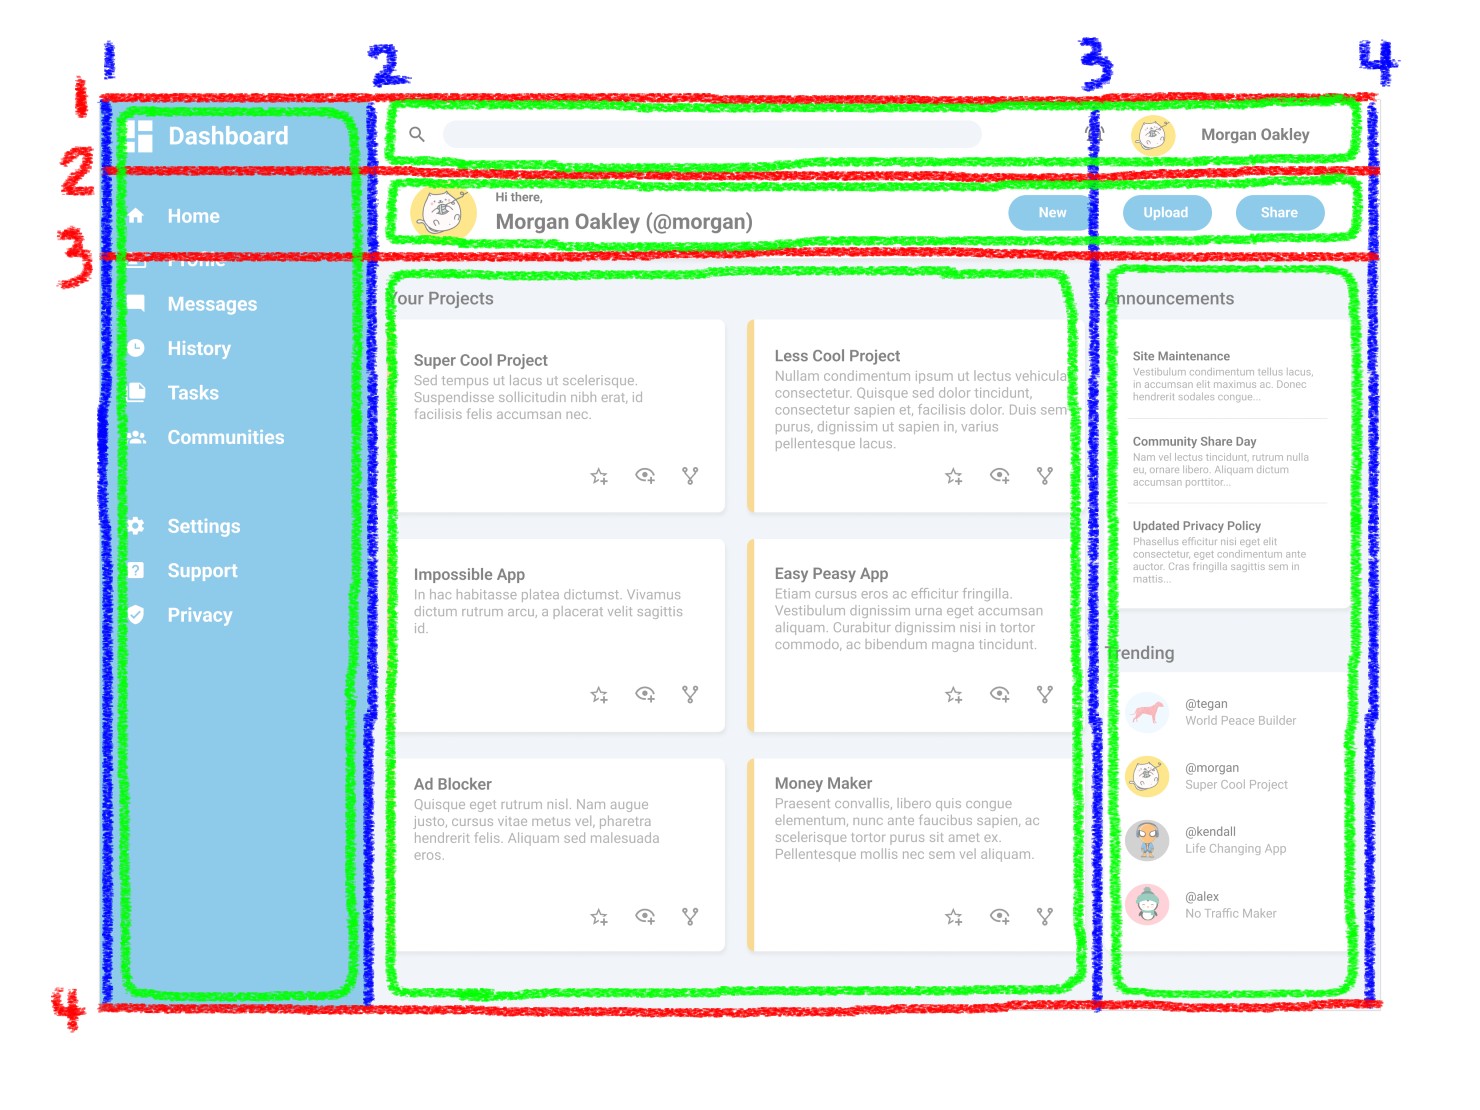 1
2
3
4
1
2
3
4
Dashboard
Home
Profile
Messages
History
Tasks
Communities
Settings
Support
Privacy
Morgan Oakley
Hi there,
Morgan Oakley (@morgan)
New
Upload
Share
Your Projects
Super Cool Project
Sed tempus ut lacus ut scelerisque.
Suspendisse sollicitudin nibh erat, id
facilisis felis accumsan nec.
Less Cool Project
Nullam condimentum ipsum ut lectus vehicula
consectetur. Quisque sed dolor tincidunt,
consectetur sapien et, facilisis dolor. Duis sem
purus, dignissim ut sapien in, varius
pellentesque lacus.
Impossible App
In hac habitasse platea dictumst. Vivamus
dictum rutrum arcu, a placerat velit sagittis
id.
Easy Peasy App
Etiam cursus eros ac efficitur fringilla.
Vestibulum dignissim urna eget accumsan
aliquam. Curabitur dignissim nisi in tortor
commodo, ac bibendum magna tincidunt.
Ad Blocker
Quisque eget rutrum nisl. Nam augue
justo, cursus vitae metus vel, pharetra
hendrerit felis. Aliquam sed malesuada
eros.
Money Maker
Praesent convallis, libero quis congue
elementum, nunc ante faucibus sapien, ac
scelerisque tortor purus sit amet ex.
Pellentesque mollis nec sem vel aliquam.
Announcements
Site Maintenance
Vestibulum condimentum tellus lacus,
in accumsan elit maximus ac. Donec
hendrerit sodales congue...
Community Share Day
Nam vel lectus tincidunt, rutrum nulla
eu, ornare libero. Aliquam dictum
accumsan porttitor...
Updated Privacy Policy
Phasellus efficitur nisi eget elit
consectetur, eget condimentum ante
auctor. Cras fringilla sagittis sem in
mattis...
Trending
@tegan
World Peace Builder
@morgan
Super Cool Project
@kendall
Life Changing App
@alex
No Traffic Maker